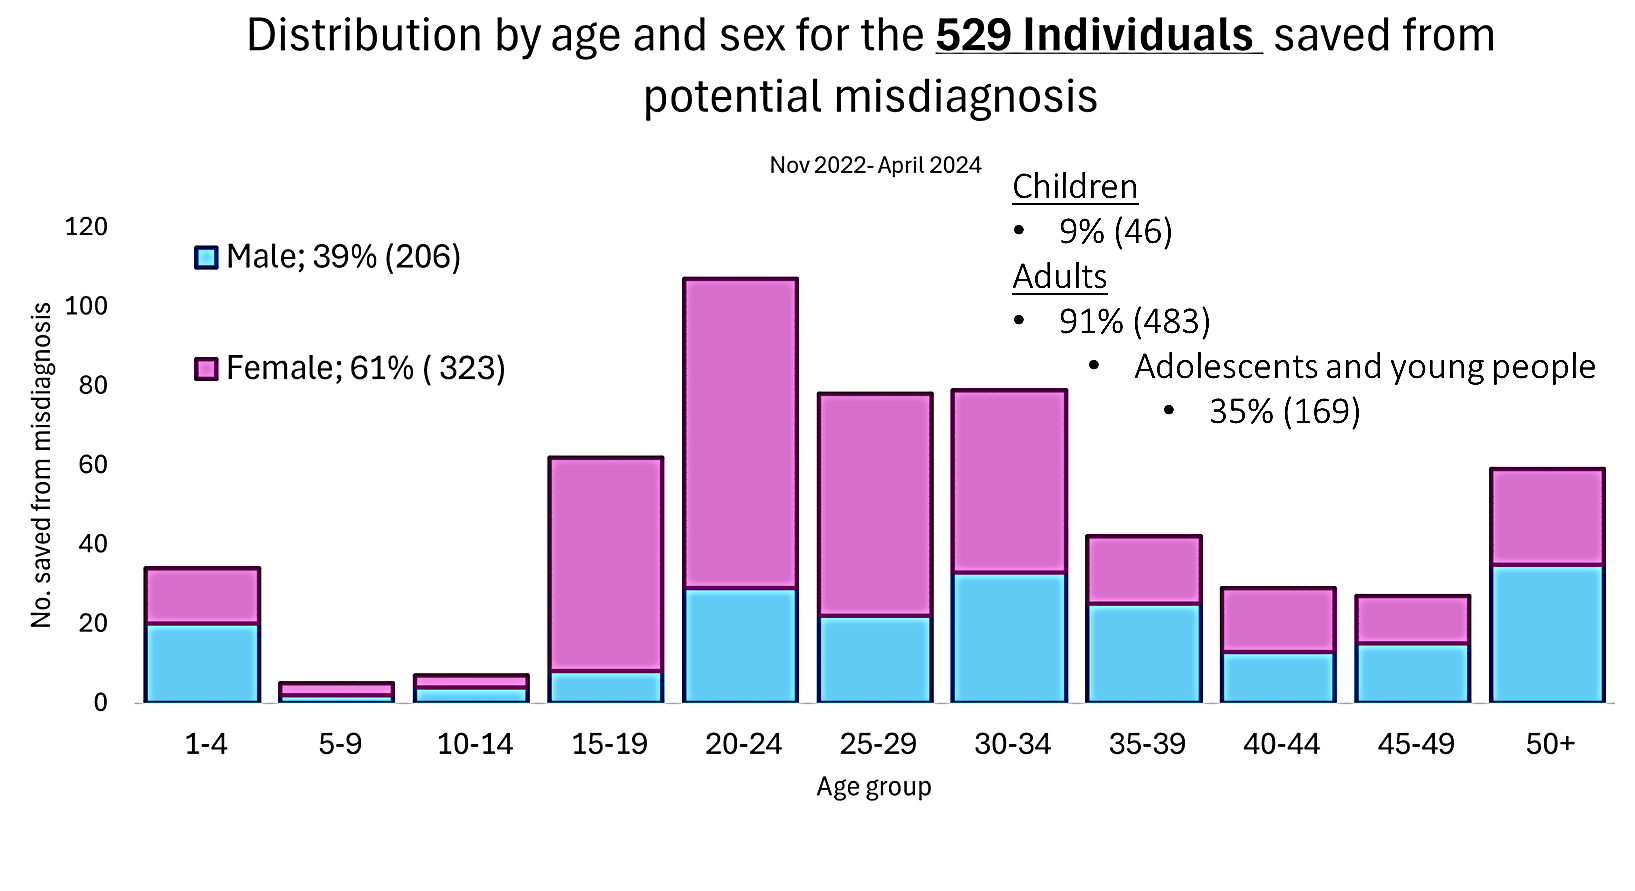 Distribution by age and sex for the 529 Individuals saved from
potential misdiagnosis
Nov 2022- April 2024
Children
• 9% (46)
Adults
• 91% (483)
• Adolescents and young people
• 35% (169)
Male; 39% (206)
Female; 61% ( 323)
No. saved from misdiagnosis
120
100
80
60
40
20
0
1-4 5-9 10-14 15-19 20-24 25-29 30-34 35-39 40-44 45-49 50+
Age group